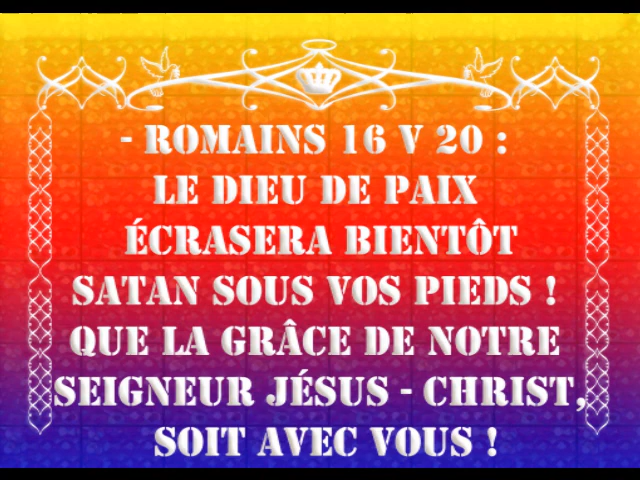 - ROMAINS 16 V 20 :
LE DIEU DE PAIX
ÉCRASERA BIENTÔT
SATAN SOUS VOS PIEDS !
QUE LA GRÂCE DE NOTRE
SEIGNEUR JÉSUS - CHRIST,
SOIT AVEC VOUS !